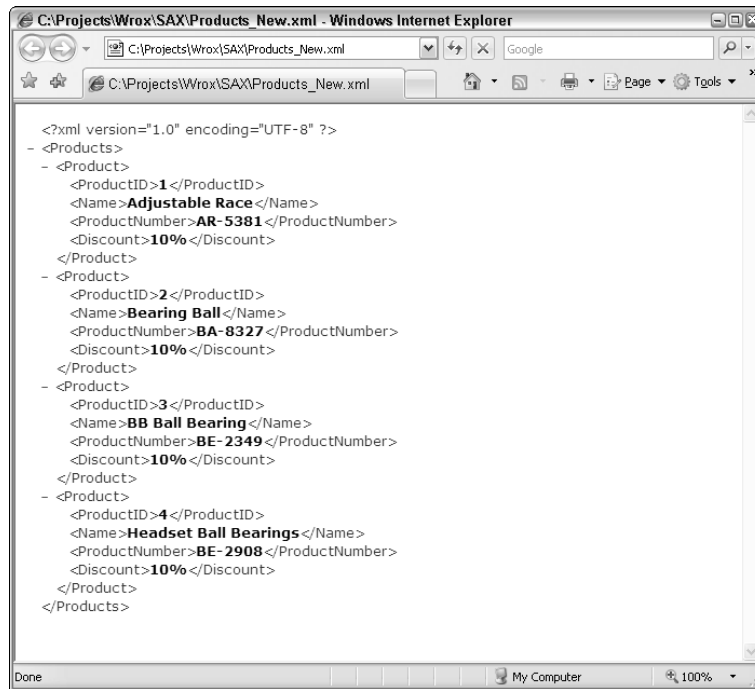 C:\Projects\Wrox\SAX\Products_New.xml - Windows Internet Explorer
C:\Projects\Wrox\SAX\Products_New.xml
Google
C:\Projects\Wrox\SAX\Products_New.xml
Page
Tools
»
<?xml version="1.0" encoding="UTF-8" ?>
- <Products>
- <Product>
<ProductID>1</ProductID>
<Name>Adjustable Race</Name>
<ProductNumber>AR-5381</ProductNumber>
<Discount>10%</Discount>
</Product>
- <Product>
<ProductID>2</ProductID>
<Name>Bearing Ball</Name>
<ProductNumber>BA-8327</ProductNumber>
<Discount>10%</Discount>
</Product>
- <Product>
<ProductID>3</ProductID>
<Name>BB Ball Bearing</Name>
<ProductNumber>BE-2349</ProductNumber>
<Discount>10%</Discount>
</Product>
- <Product>
<ProductID>4</ProductID>
<Name>Headset Ball Bearings</Name>
<ProductNumber>BE-2908</ProductNumber>
<Discount>10%</Discount>
</Product>
</Products>
Done
My Computer
100%